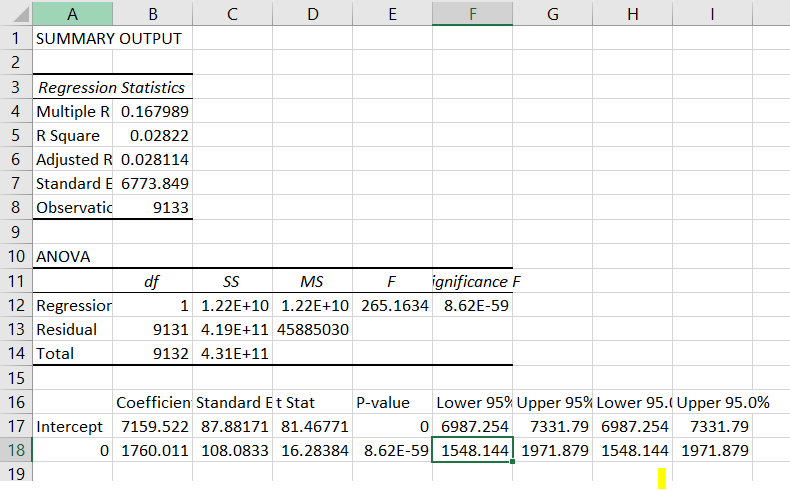 A B C D E F G H I
1 SUMMARY OUTPUT
2
3 Regression Statistics
4 Multiple R 0.167989
5 R Square 0.02822
6 Adjusted R 0.028114
7 Standard E 6773.849
8 Observatic 9133
9
10 ANOVA
11 df SS MS F ignificance F
12 Regression 1 1.22E+10 1.22E+10 265.1634 8.62E-59
13 Residual 9131 4.19E+11 45885030
14 Total 9132 4.31E+11
15
16 Coefficien Standard E t Stat P-value Lower 95% Upper 95% Lower 95.( Upper 95.0%
17 Intercept 7159.522 87.88171 81.46771 0 6987.254 7331.79 6987.254 7331.79
18 0 1760.011 108.0833 16.28384 8.62E-59 1548.144 1971.879 1548.144 1971.879
19